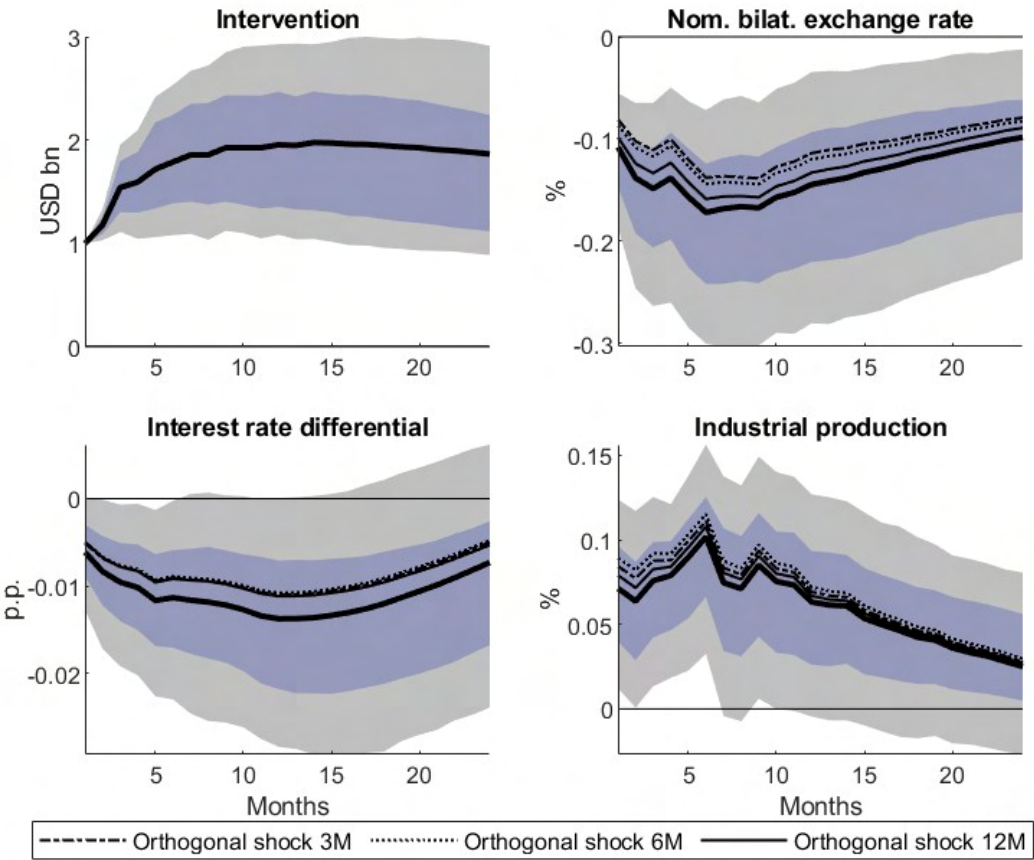 Intervention
3
2
1
0
USD bn
5 10 15 20
Nom. bilat. exchange rate
0
-0.1
-0.2
-0.3
%
5 10 15 20
Interest rate differential
0
-0.01
-0.02
p.p.
5 10 15 20
Months
Industrial production
0.15
0.1
0.05
0
%
5 10 15 20
Months
Orthogonal shock 3M Orthogonal shock 6M Orthogonal shock 12M